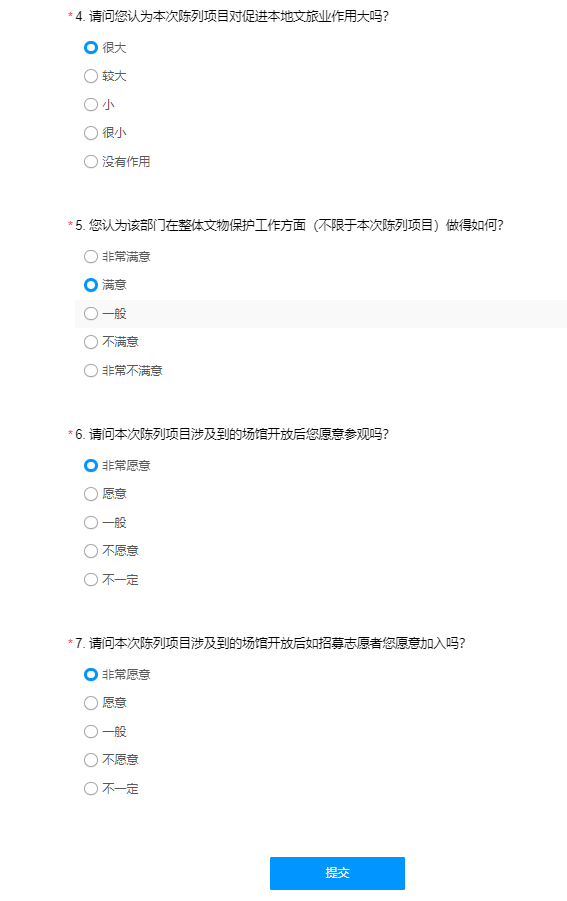 * 4. 请问您认为本次陈列项目对促进本地文旅业作用大吗?
很大
较大
小
很小
没有作用
* 5. 您认为该部门在整体文物保护工作方面（不限于本次陈列项目）做得如何?
非常满意
满意
一般
不满意
非常不满意
* 6. 请问本次陈列项目涉及到的场馆开放后您愿意参观吗?
非常愿意
愿意
一般
不愿意
不一定
* 7. 请问本次陈列项目涉及到的场馆开放后如招募志愿者您愿意加入吗?
非常愿意
愿意
一般
不愿意
不一定
提交